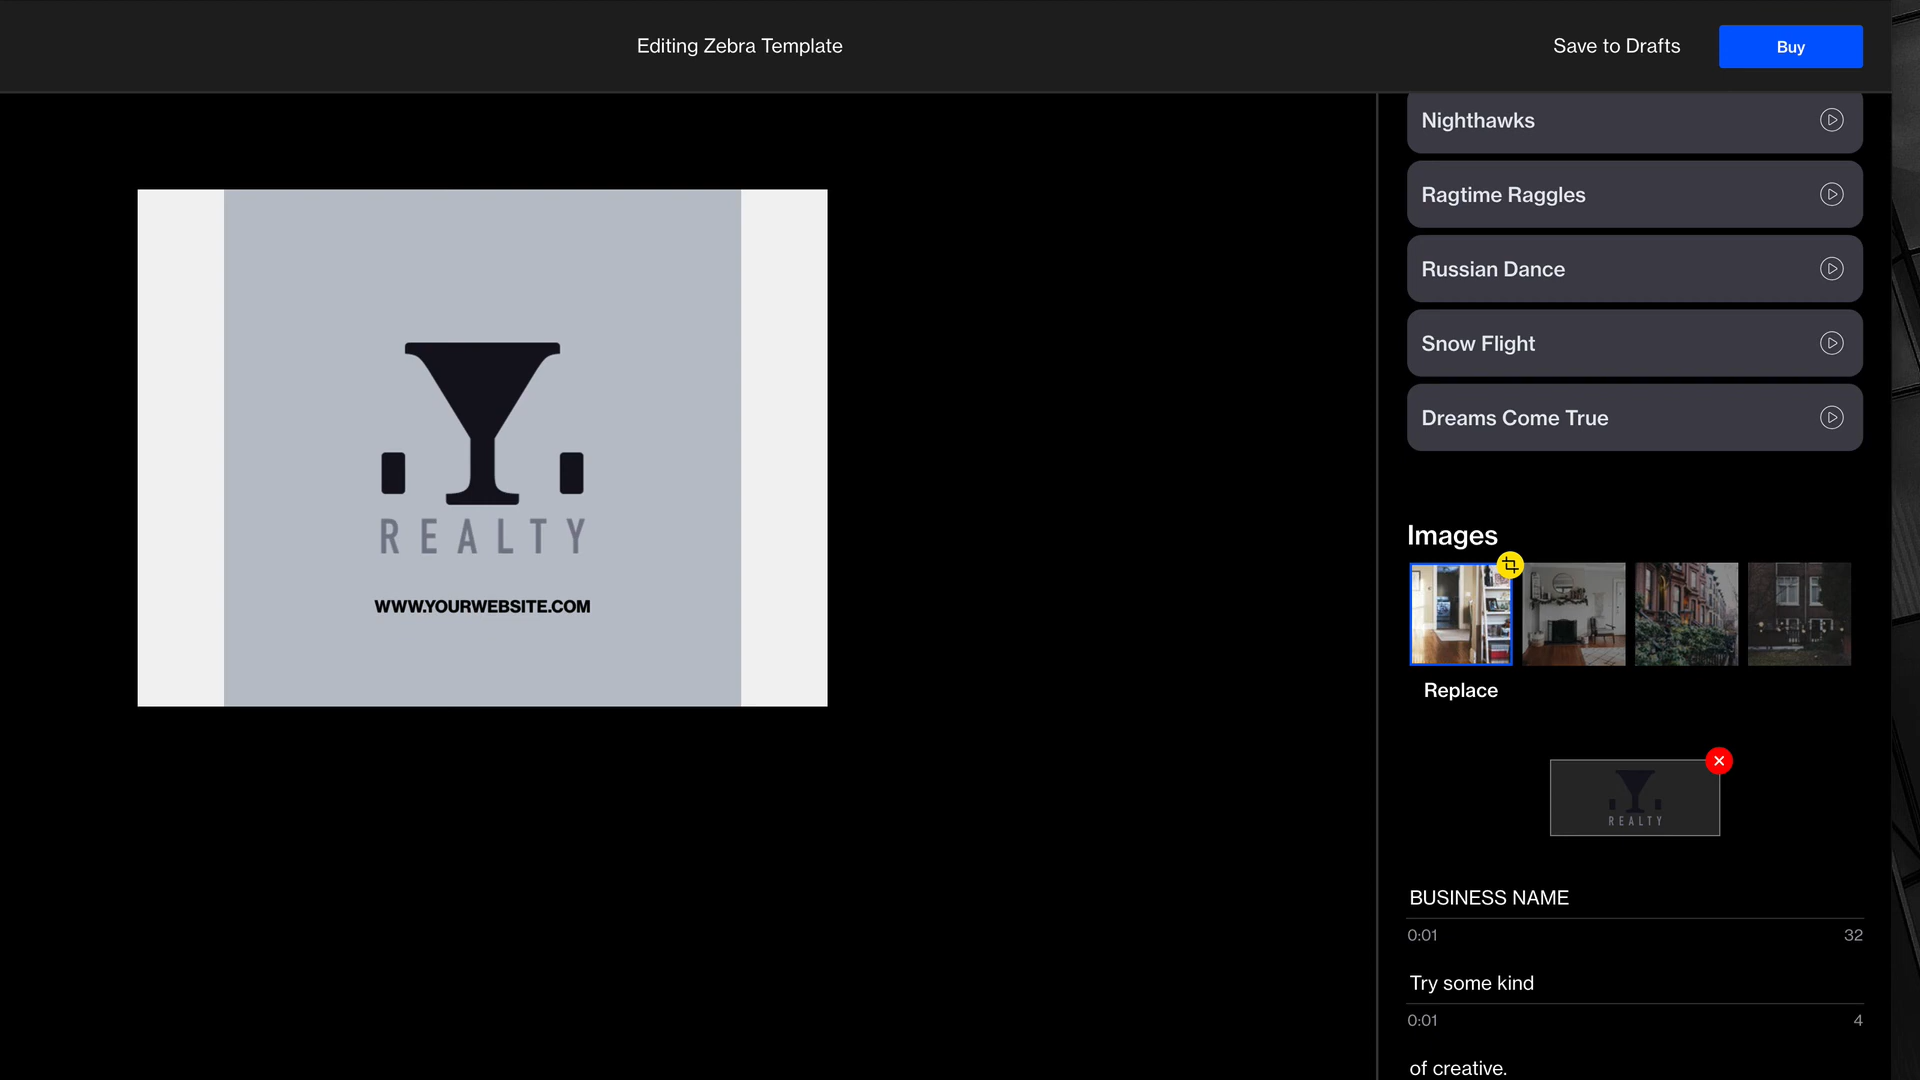 Editing Zebra Template
Save to Drafts
Buy
Nighthawks
Ragtime Raggles
Russian Dance
Snow Flight
Dreams Come True
Y
REALTY
WWW.YOURWEBSITE.COM
Images
Replace
Y
REALTY
BUSINESS NAME
0:01 32
Try some kind
0:01 4
of creative.